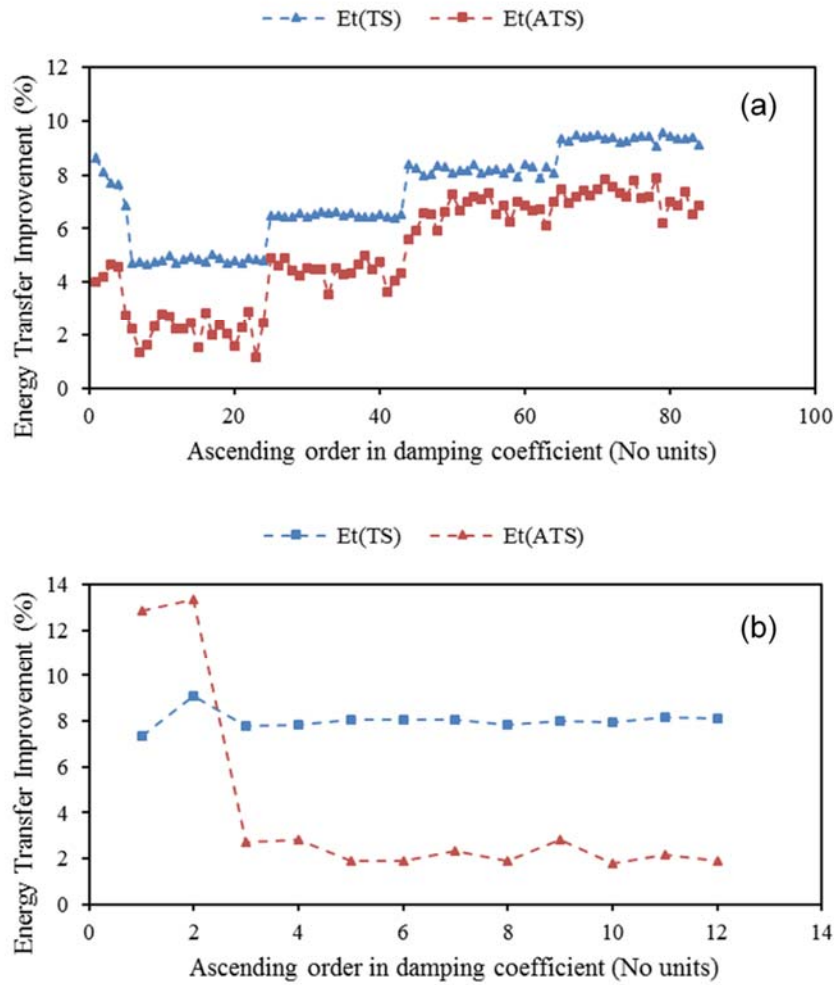 Et(TS) Et(ATS)
(a)
Energy Transfer Improvement (%)
12
10
8
6
4
2
0
0 20 40 60 80 100
Ascending order in damping coefficient (No units)
Et(TS) Et(ATS)
(b)
Energy Transfer Improvement (%)
14
12
10
8
6
4
2
0
0 2 4 6 8 10 12 14
Ascending order in damping coefficient (No units)